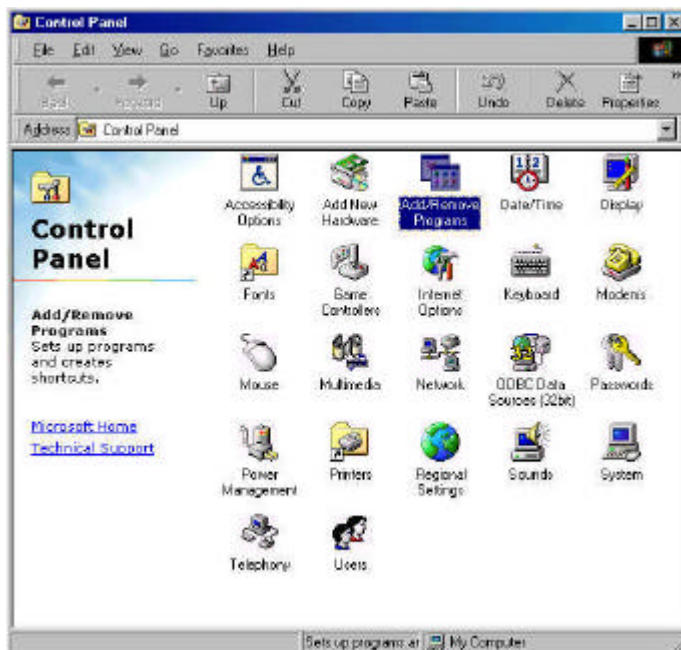 Control Panel
File Edit View Go Favorites Help
Back Forward Up Cut Copy Paste Undo Delete Properties »
Address Control Panel
Control
Panel
Add/Remove
Programs
Sets up programs
and creates
shortcuts.
Microsoft Home
Technical Support
Accessibility
Options
Add New
Hardware
Add/Remove
Programs
Date/Time
Display
Fonts
Game
Controllers
Internet
Options
Keyboard
Modems
Mouse
Multimedia
Network
ODBC Data
Sources (32bit)
Passwords
Power
Management
Printers
Regional
Settings
Sounds
System
Telephony
Users
Sets up programs ar My Computer